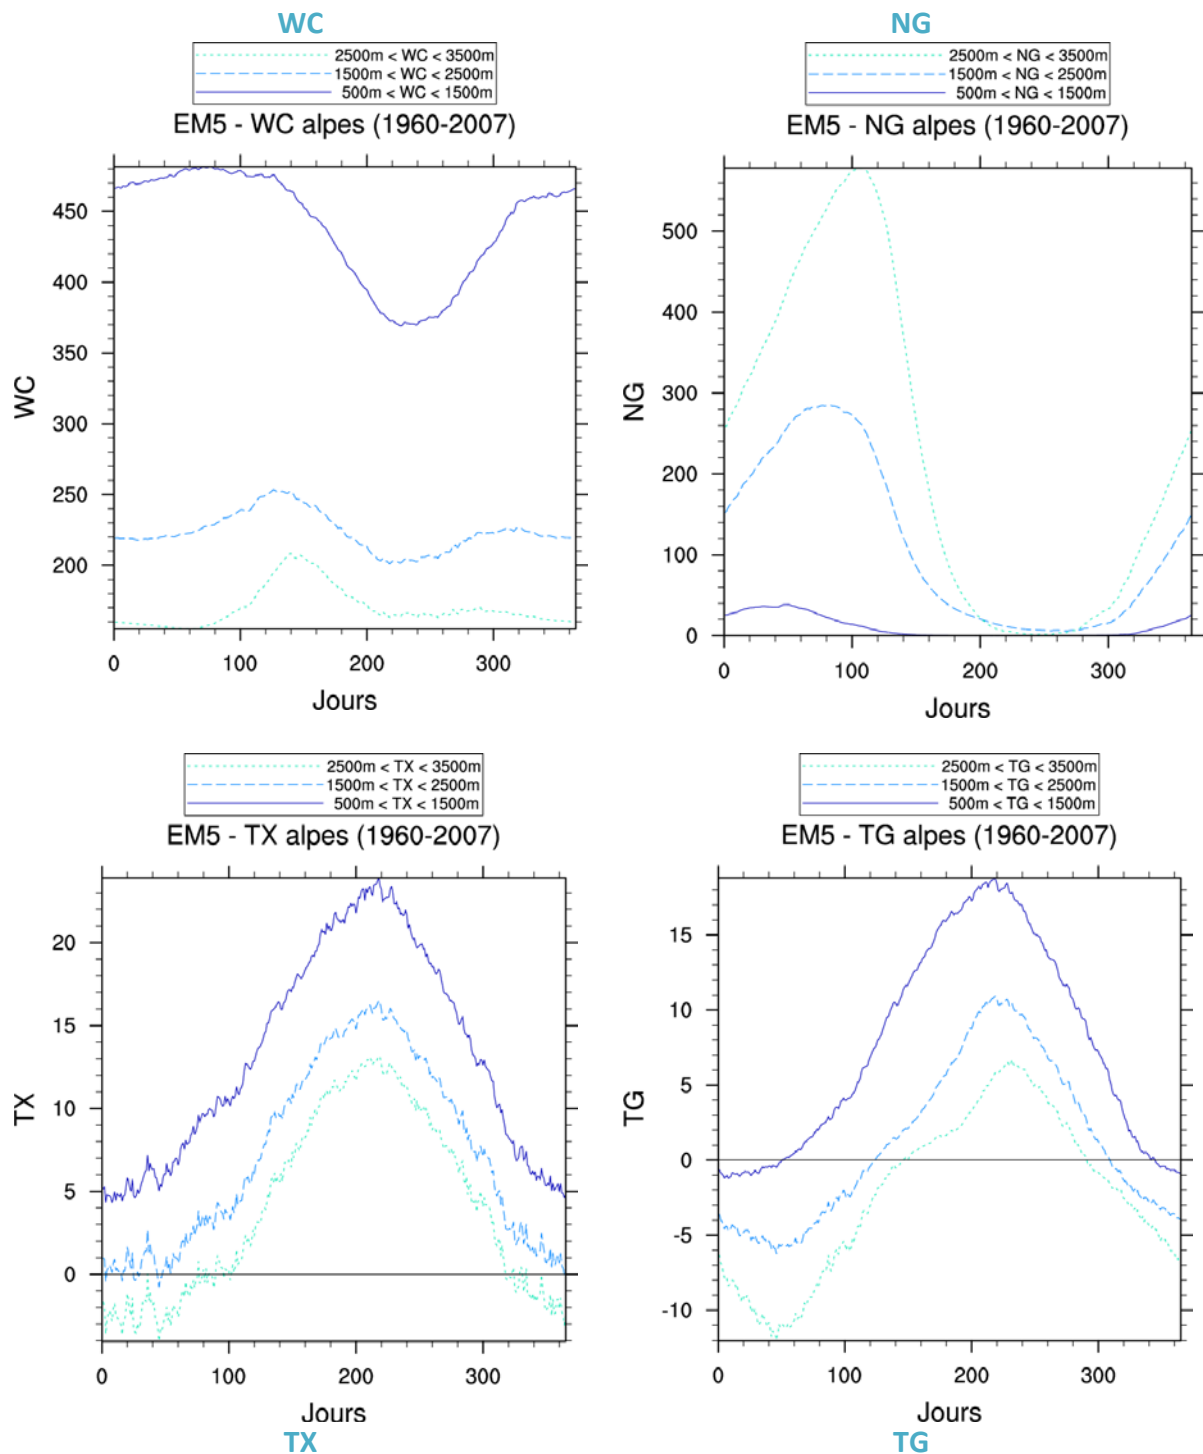 WC
2500m < WC < 3500m
1500m < WC < 2500m
500m < WC < 1500m
EM5 - WC alpes (1960-2007)
450
400
350
300
250
200
WC
0 100 200 300
Jours
NG
2500m < NG < 3500m
1500m < NG < 2500m
500m < NG < 1500m
EM5 - NG alpes (1960-2007)
500
400
300
200
100
0
NG
0 100 200 300
Jours
2500m < TX < 3500m
1500m < TX < 2500m
500m < TX < 1500m
EM5 - TX alpes (1960-2007)
20
15
10
5
0
TX
0 100 200 300
Jours
TX
2500m < TG < 3500m
1500m < TG < 2500m
500m < TG < 1500m
EM5 - TG alpes (1960-2007)
15
10
5
0
-5
-10
TG
0 100 200 300
Jours
TG